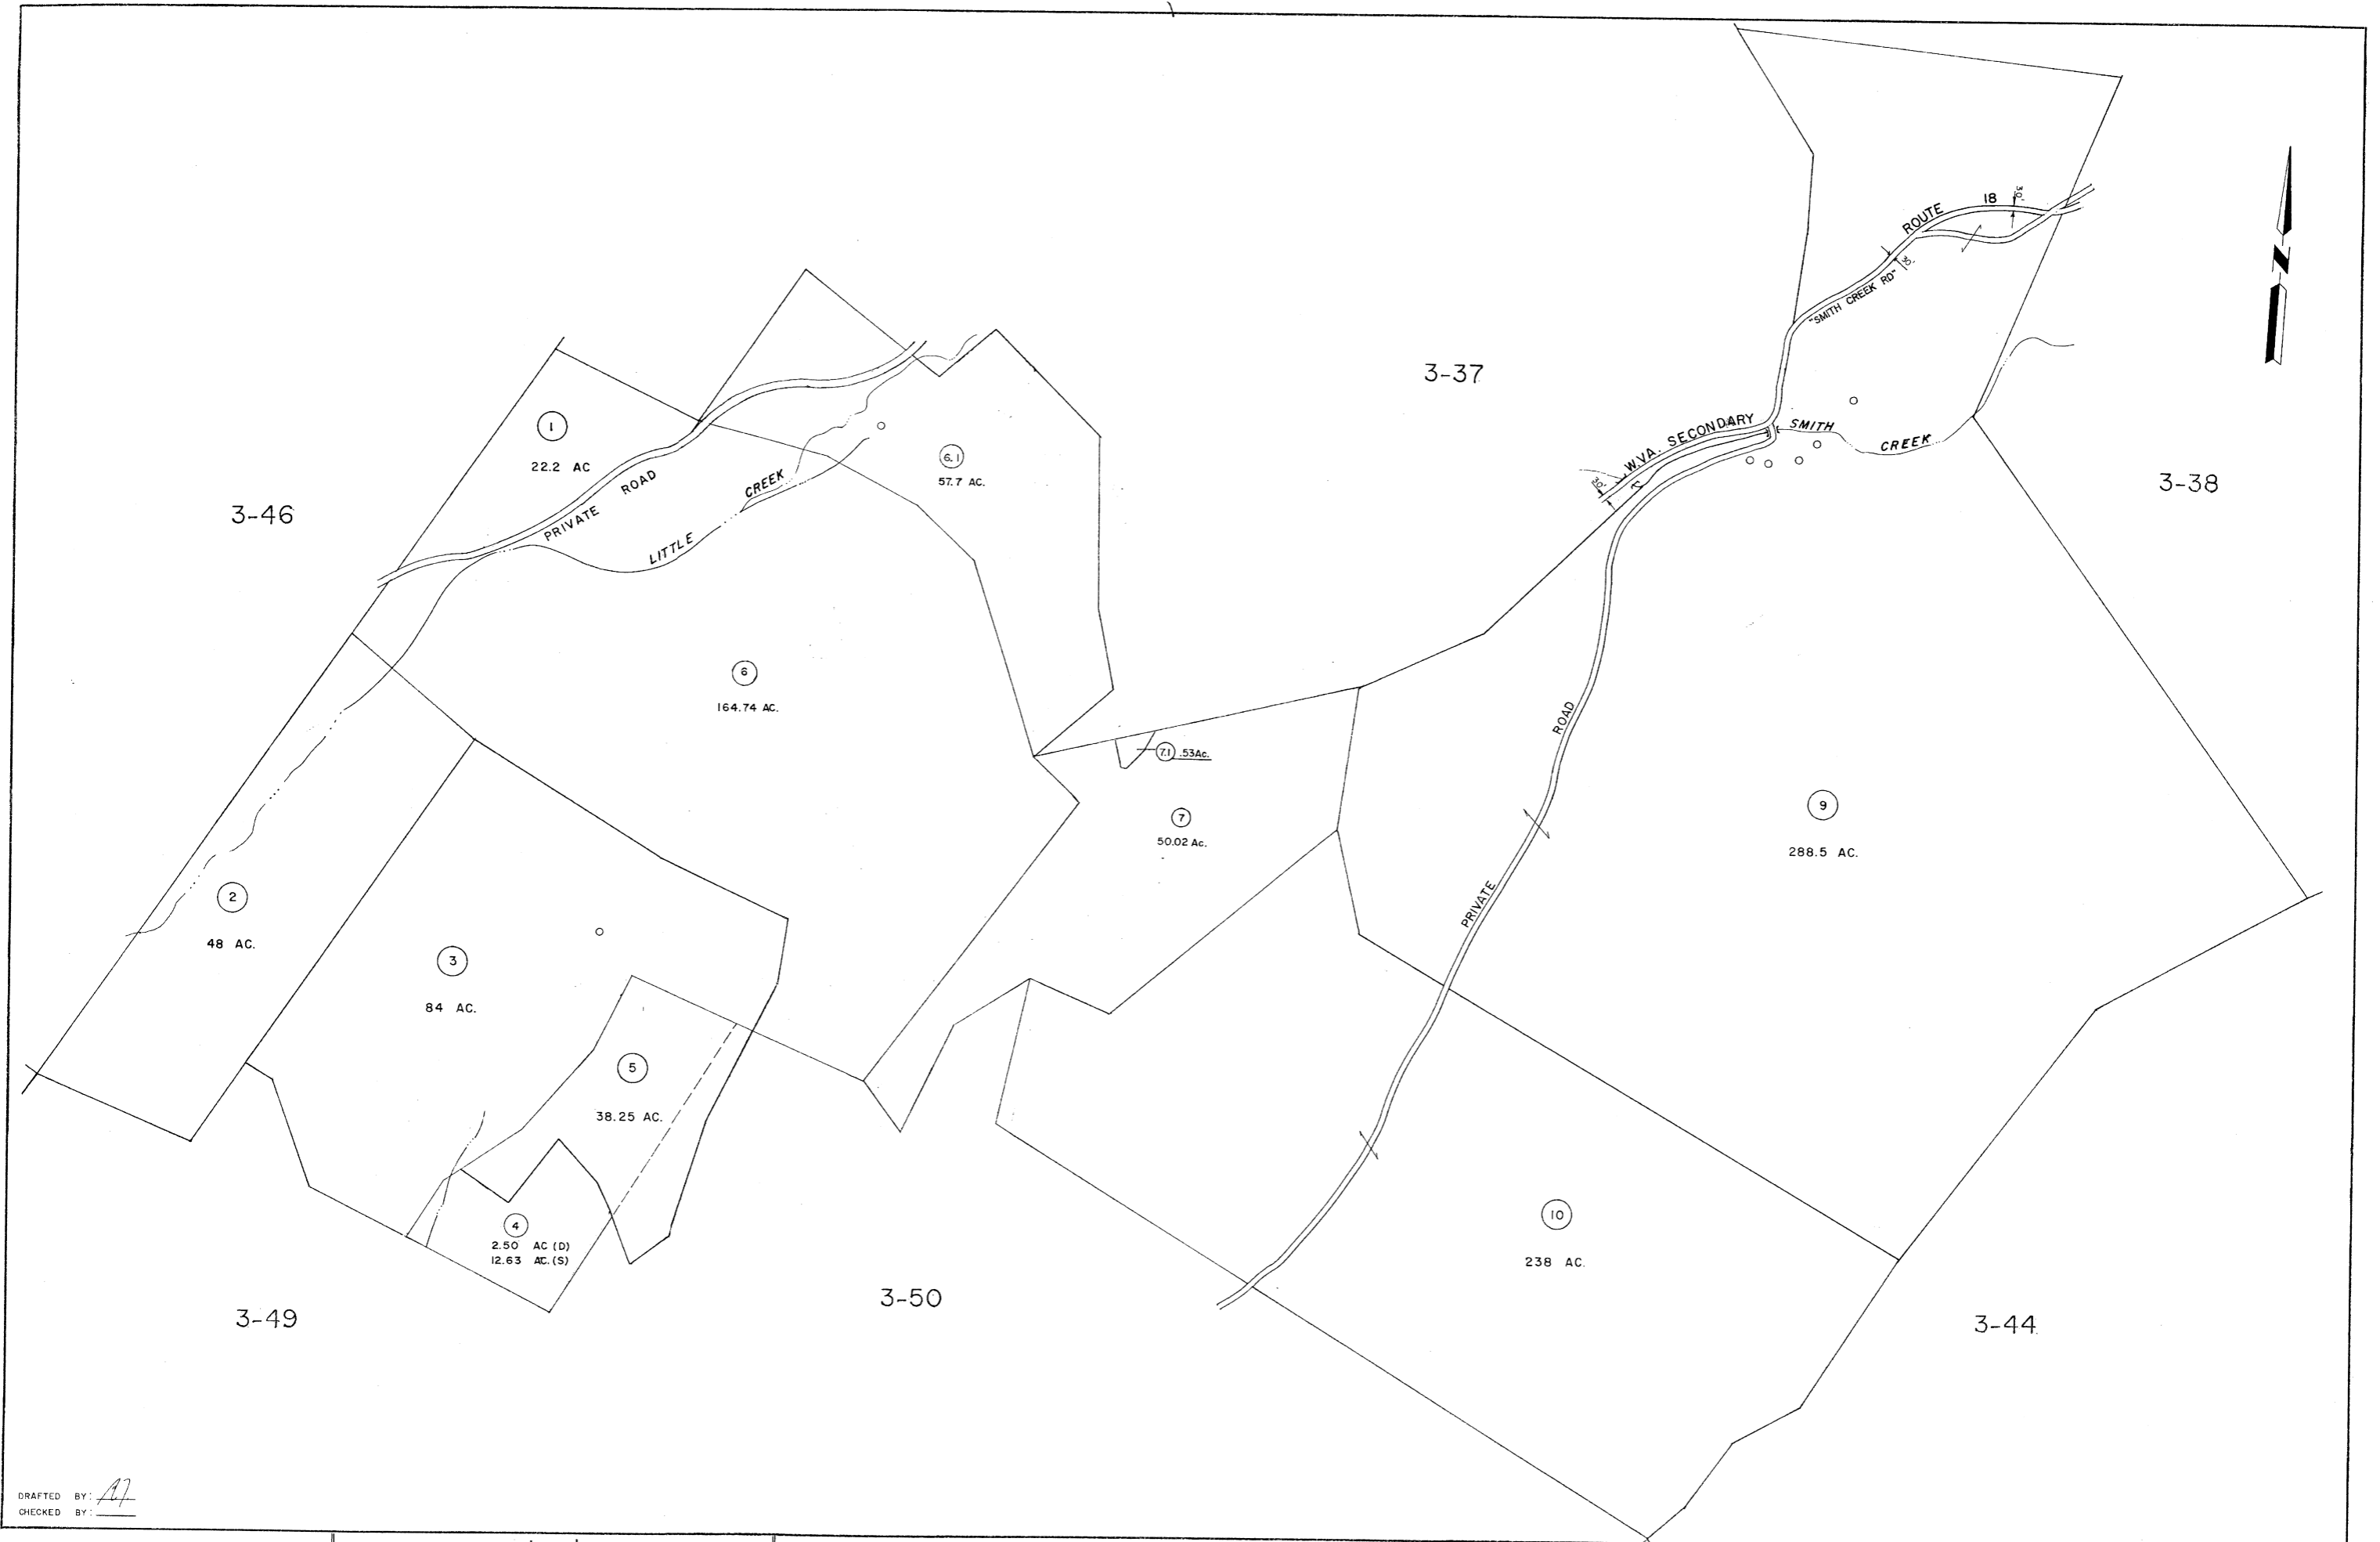 18
30'
ROUTE
30'
"SMITH CREEK RD"
N
3-37
1
22.2 AC
W.VA. SECONDARY
SMITH
CREEK
30'
6.1
57.7 AC.
3-38
3-46
ROAD
PRIVATE
CREEK
LITTLE
6
164.74 AC.
ROAD
7.1 .53Ac.
7
50.02 Ac.
9
288.5 AC.
PRIVATE
2
48 AC.
3
84 AC.
5
38.25 AC.
4
2.50 AC (D)
12.63 AC. (S)
10
238 AC.
3-50
3-49
3-44
DRAFTED BY:
CHECKED BY: